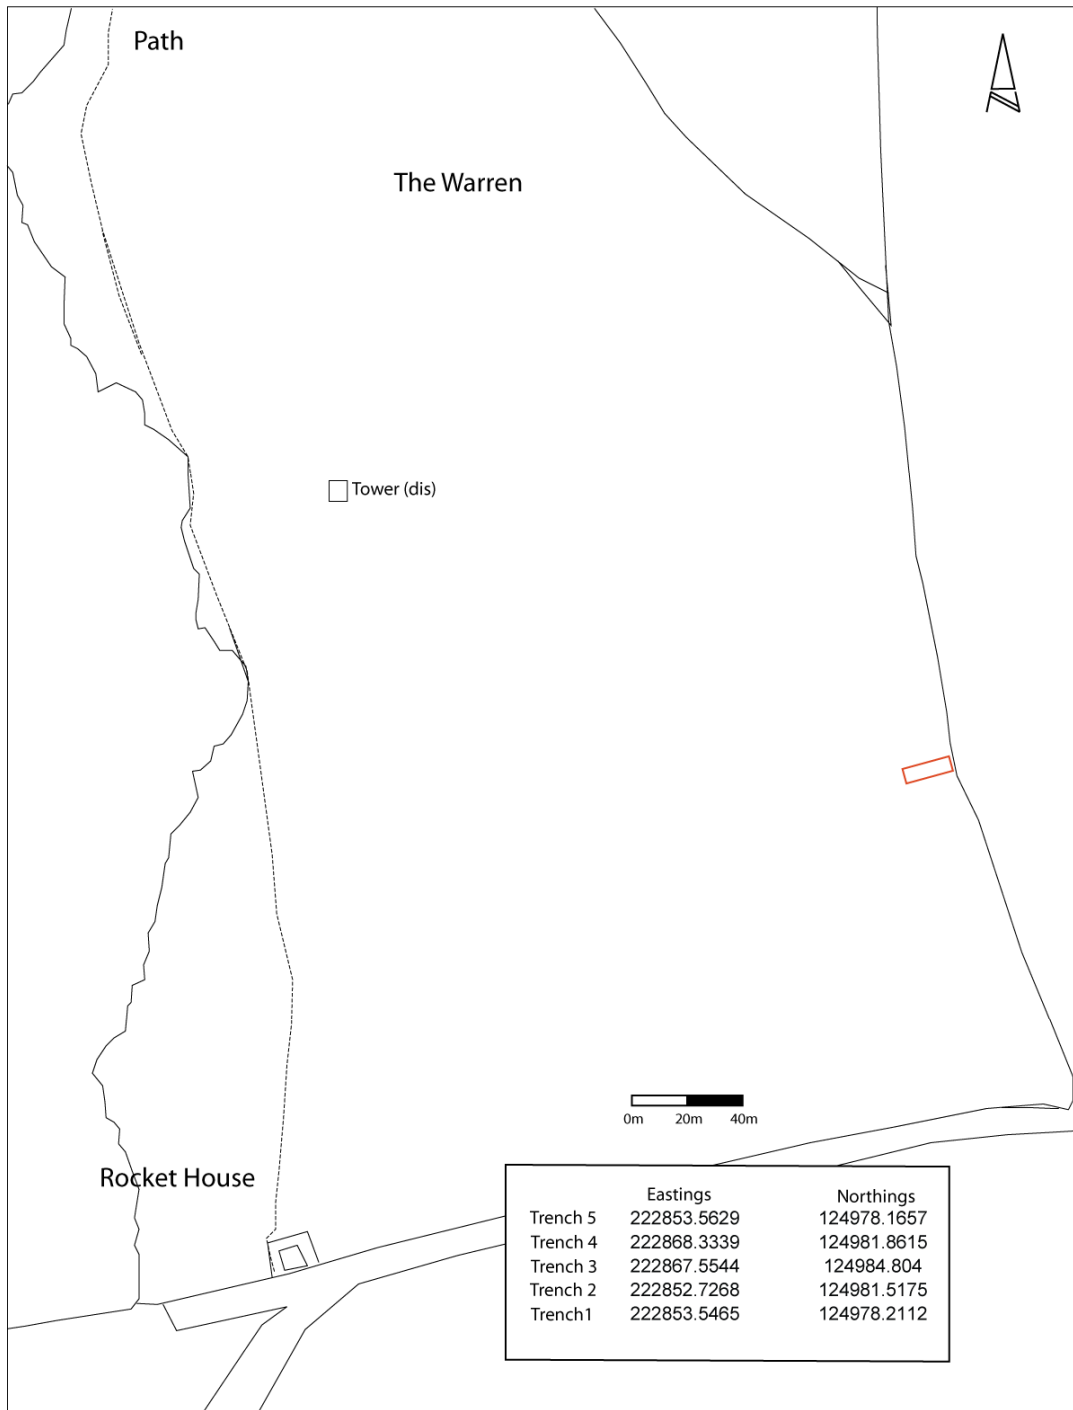 Path
The Warren
Tower (dis)
0m 20m 40m
Rocket House
Eastings Northings
Trench 5 222853.5629 124978.1657
Trench 4 222868.3339 124981.8615
Trench 3 222867.5544 124984.804
Trench 2 222852.7268 124981.5175
Trench1 222853.5465 124978.2112